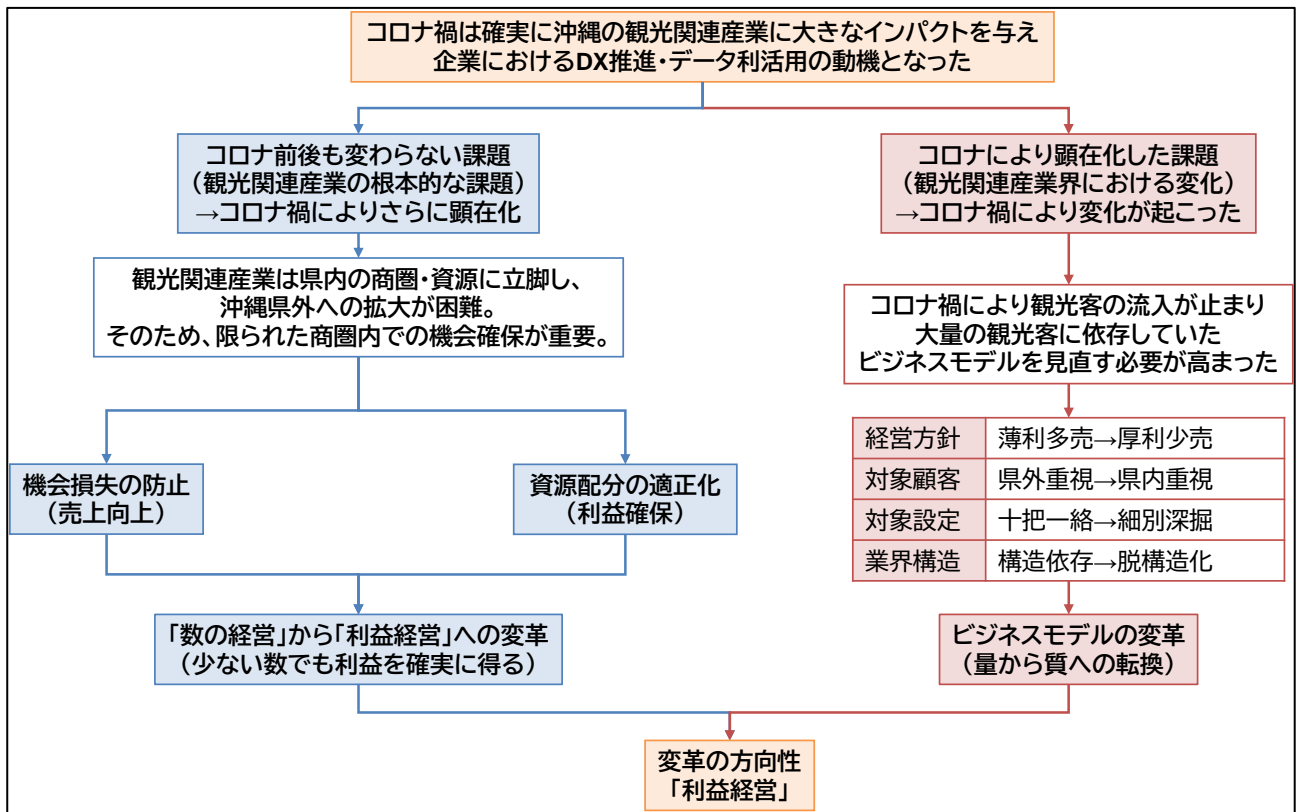 コロナ禍は確実に沖縄の観光関連産業に大きなインパクトを与え
企業におけるDX推進・データ利活用の動機となった
コロナ前後も変わらない課題
（観光関連産業の根本的な課題）
→コロナ禍によりさらに顕在化
観光関連産業は県内の商圏・資源に立脚し、
沖縄県外への拡大が困難。
そのため、限られた商圏内での機会確保が重要。
機会損失の防止
（売上向上）
資源配分の適正化
（利益確保）
「数の経営」から「利益経営」への変革
（少ない数でも利益を確実に得る）
コロナにより顕在化した課題
（観光関連産業界における変化）
→コロナ禍により変化が起こった
コロナ禍により観光客の流入が止まり
大量の観光客に依存していた
ビジネスモデルを見直す必要が高まった
経営方針 薄利多売→厚利少売
対象顧客 県外重視→県内重視
対象設定 十把一絡→細別深掘
業界構造 構造依存→脱構造化
ビジネスモデルの変革
（量から質への転換）
変革の方向性
「利益経営」